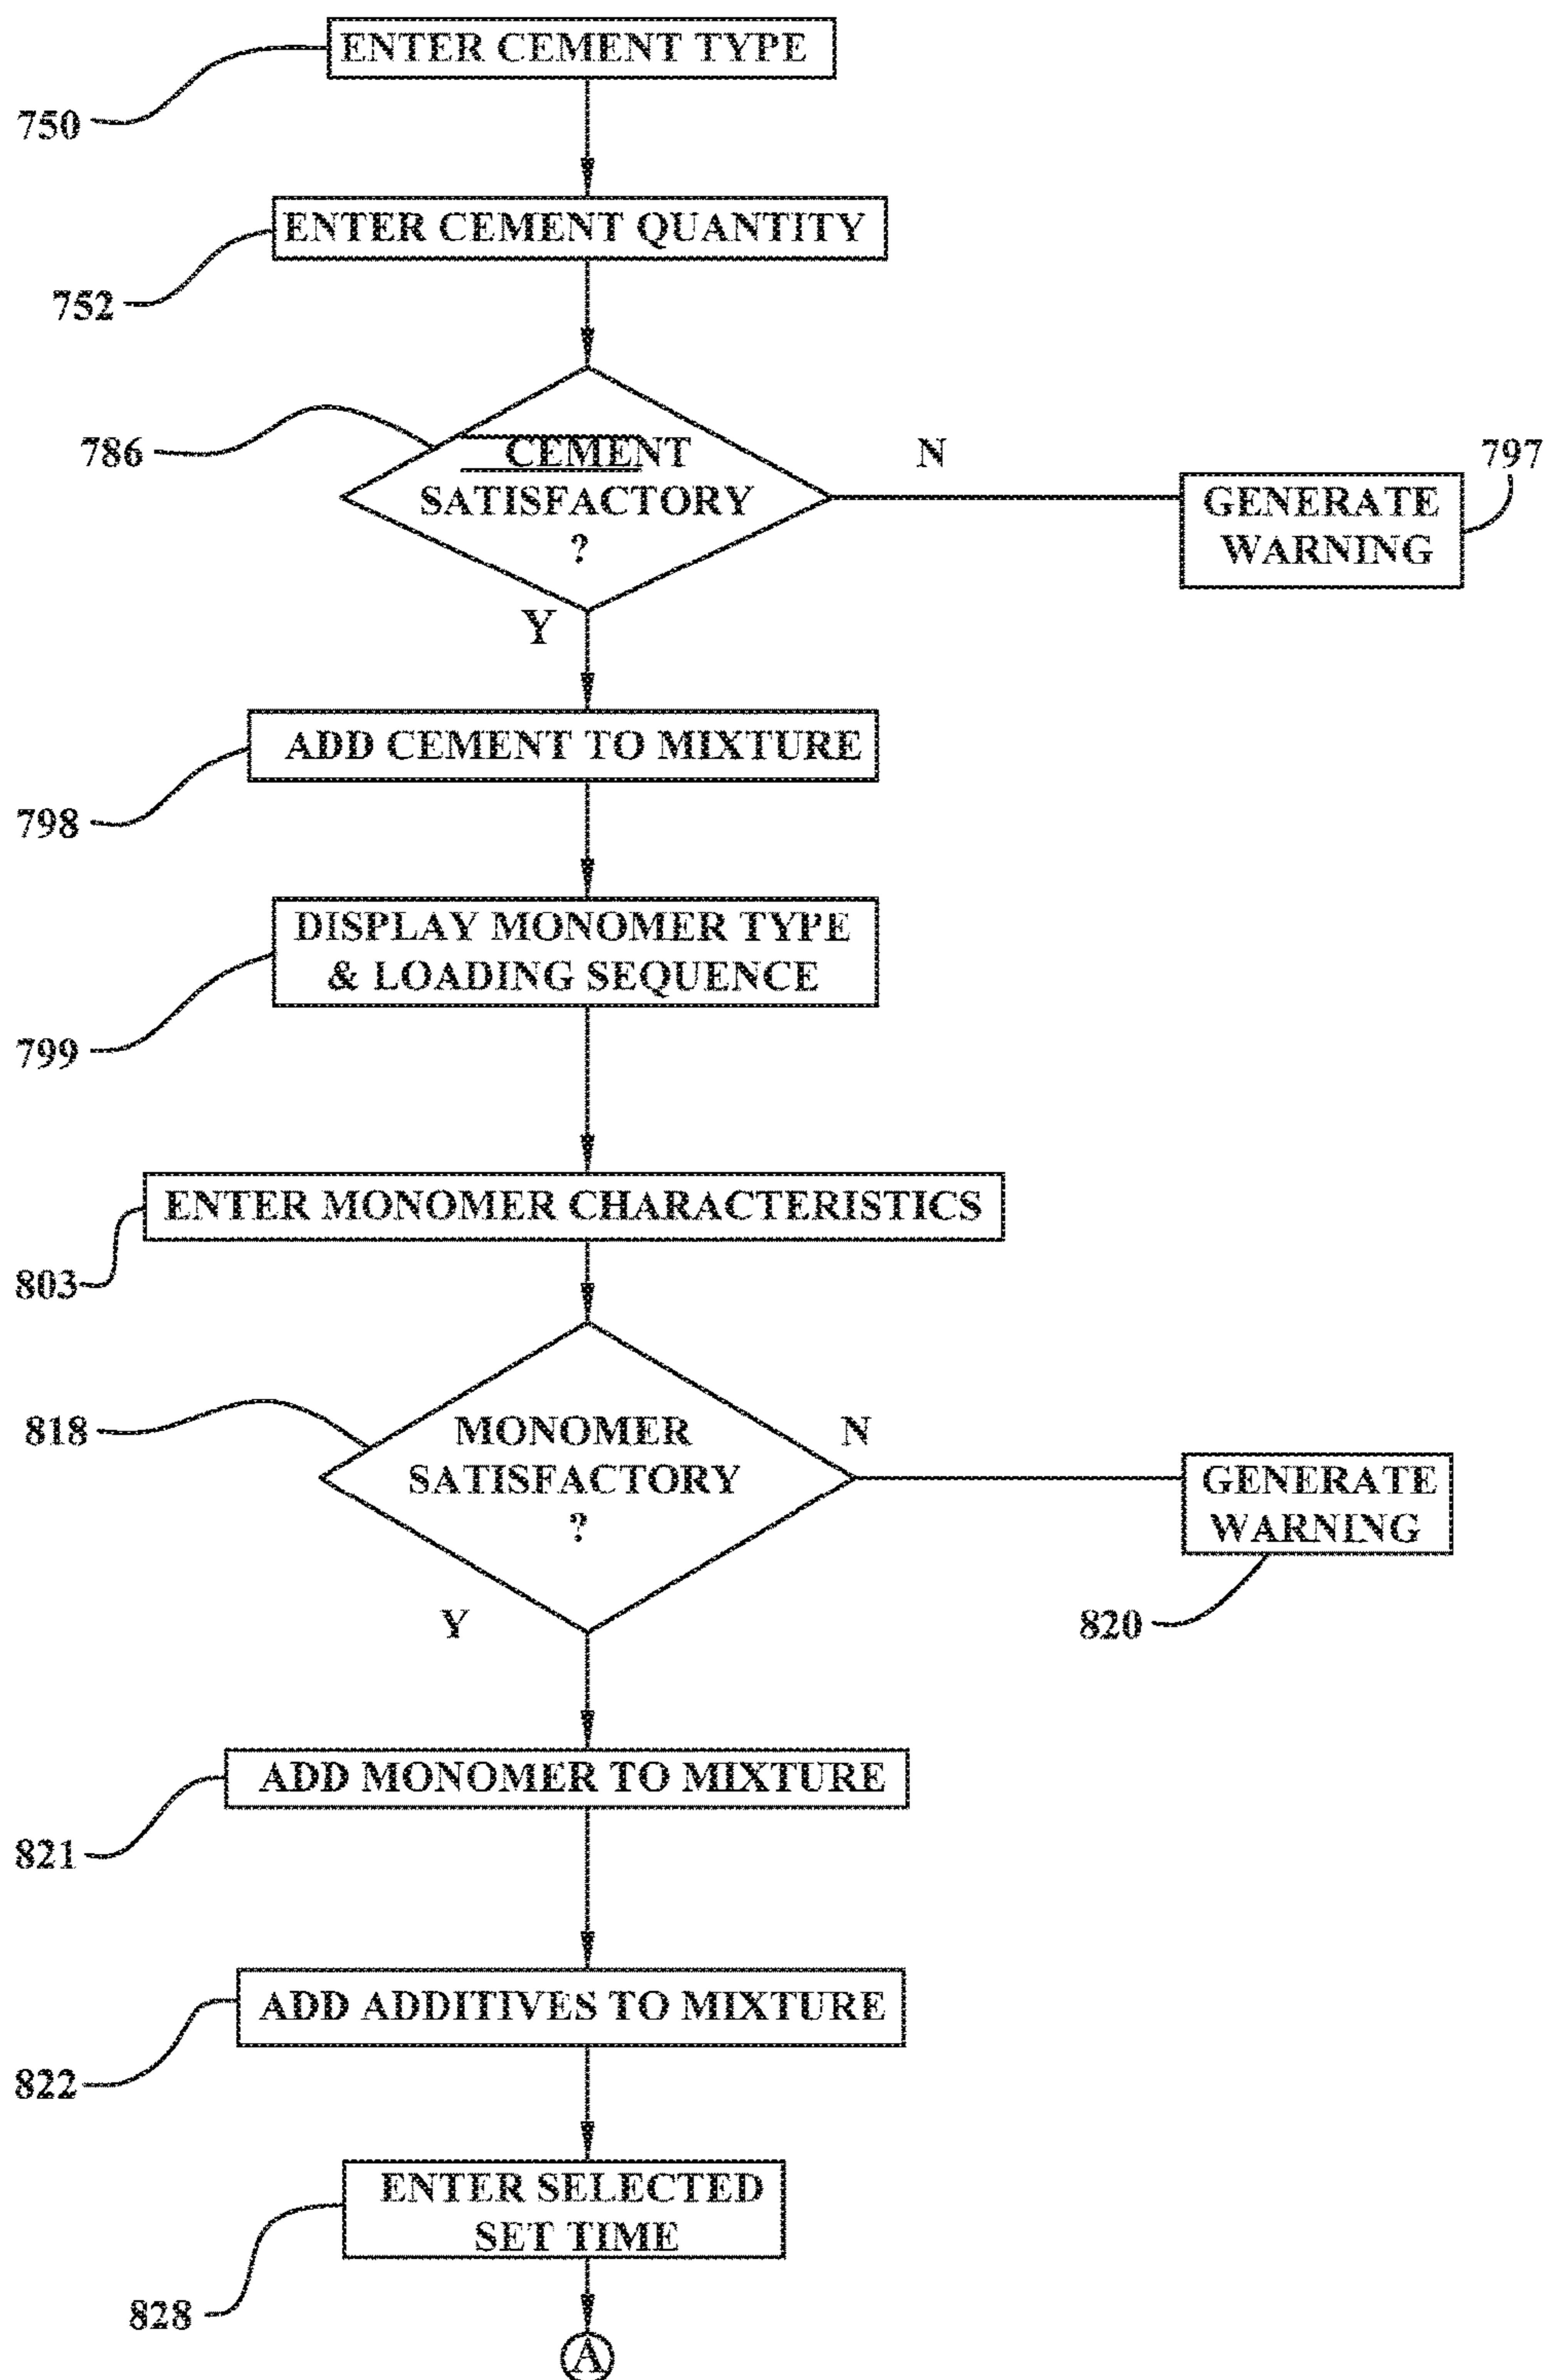 ENTER CEMENT TYPE
750
ENTER CEMENT QUANTITY
752
786
CEMENT
SATISFACTORY
?
N
797
GENERATE
WARNING
Y
ADD CEMENT TO MIXTURE
798
DISPLAY MONOMER TYPE
& LOADING SEQUENCE
799
ENTER MONOMER CHARACTERISTICS
803
818
MONOMER
SATISFACTORY
?
N
GENERATE
WARNING
820
Y
ADD MONOMER TO MIXTURE
821
ADD ADDITIVES TO MIXTURE
822
ENTER SELECTED
SET TIME
828
A